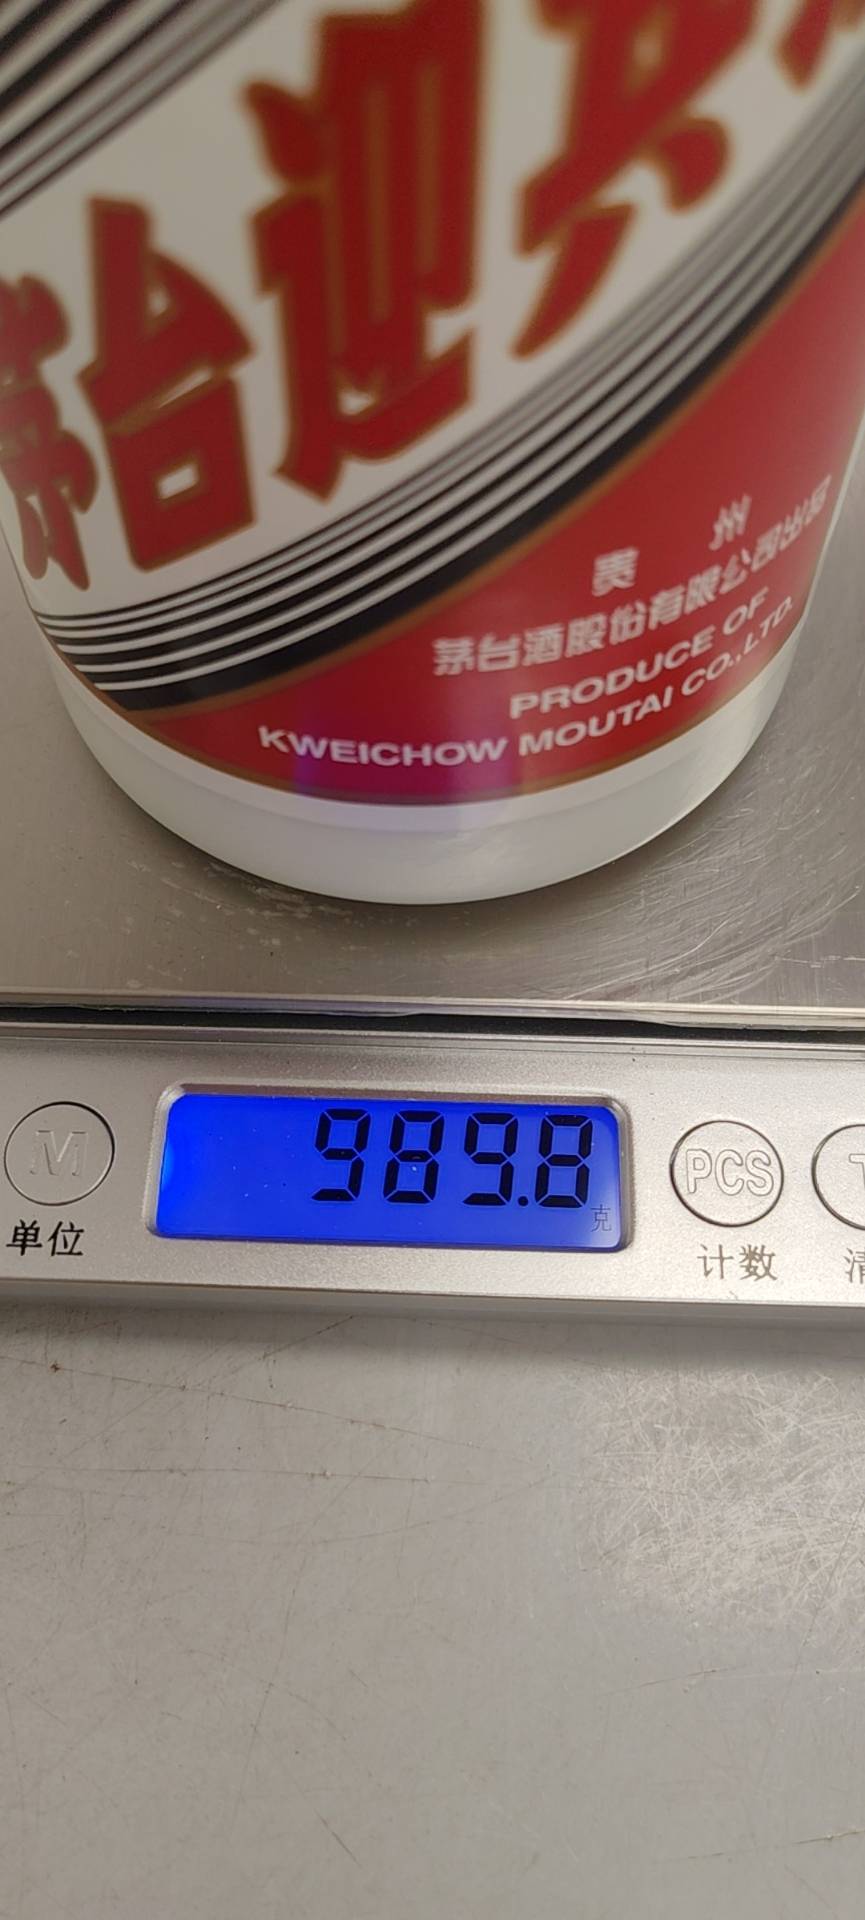 茅台迎宾
贵 州
茅台酒股份有限公司出品
PRODUCE OF
KWEICHOW MOUTAI CO.,LTD.
989.8
克
M
单位
PCS
计数
T
清